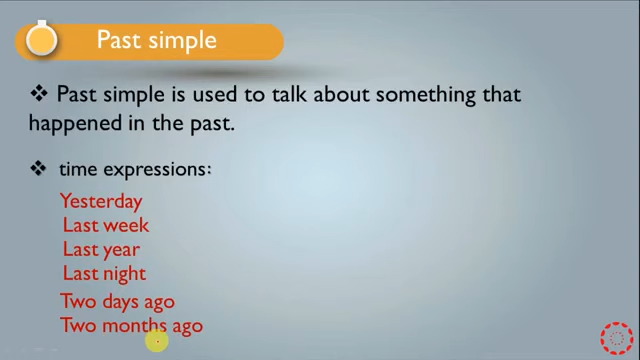 Past simple
❖ Past simple is used to talk about something that
happened in the past.
❖ time expressions:
Yesterday
Last week
Last year
Last night
Two days ago
Two months ago